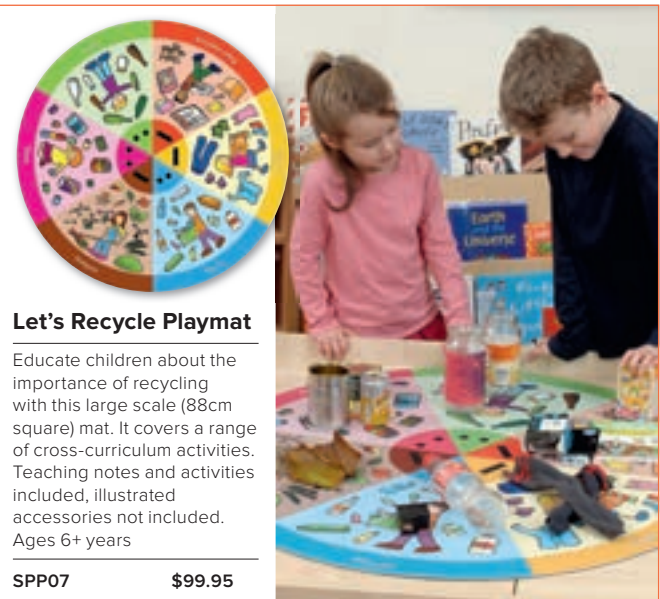 Let's Recycle Playmat
Educate children about the
importance of recycling
with this large scale (88cm
square) mat. It covers a range
of cross-curriculum activities.
Teaching notes and activities
included, illustrated
accessories not included.
Ages 6+ years
SPP07 $99.95
Earth
and the
Universe